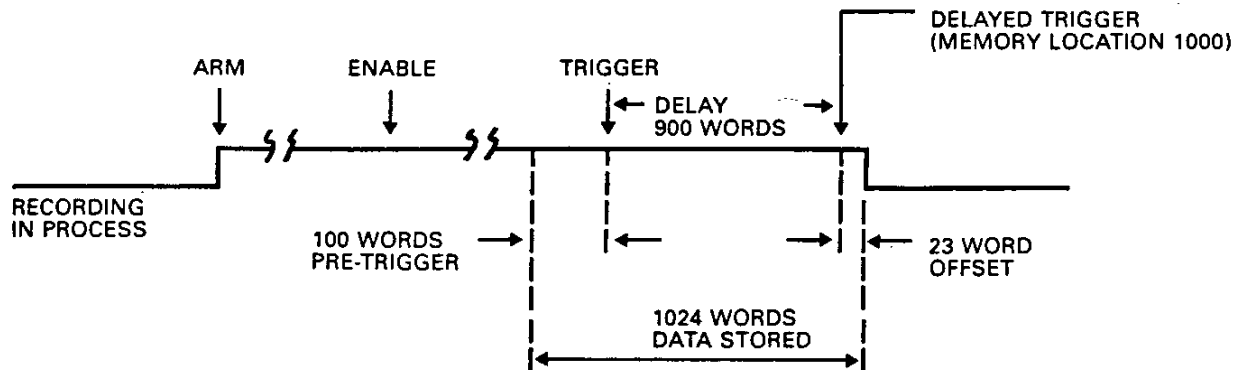 DELAYED TRIGGER
(MEMORY LOCATION 1000)
ARM
ENABLE
TRIGGER
DELAY
900 WORDS
RECORDING
IN PROCESS
100 WORDS
PRE-TRIGGER
23 WORD
OFFSET
1024 WORDS
DATA STORED